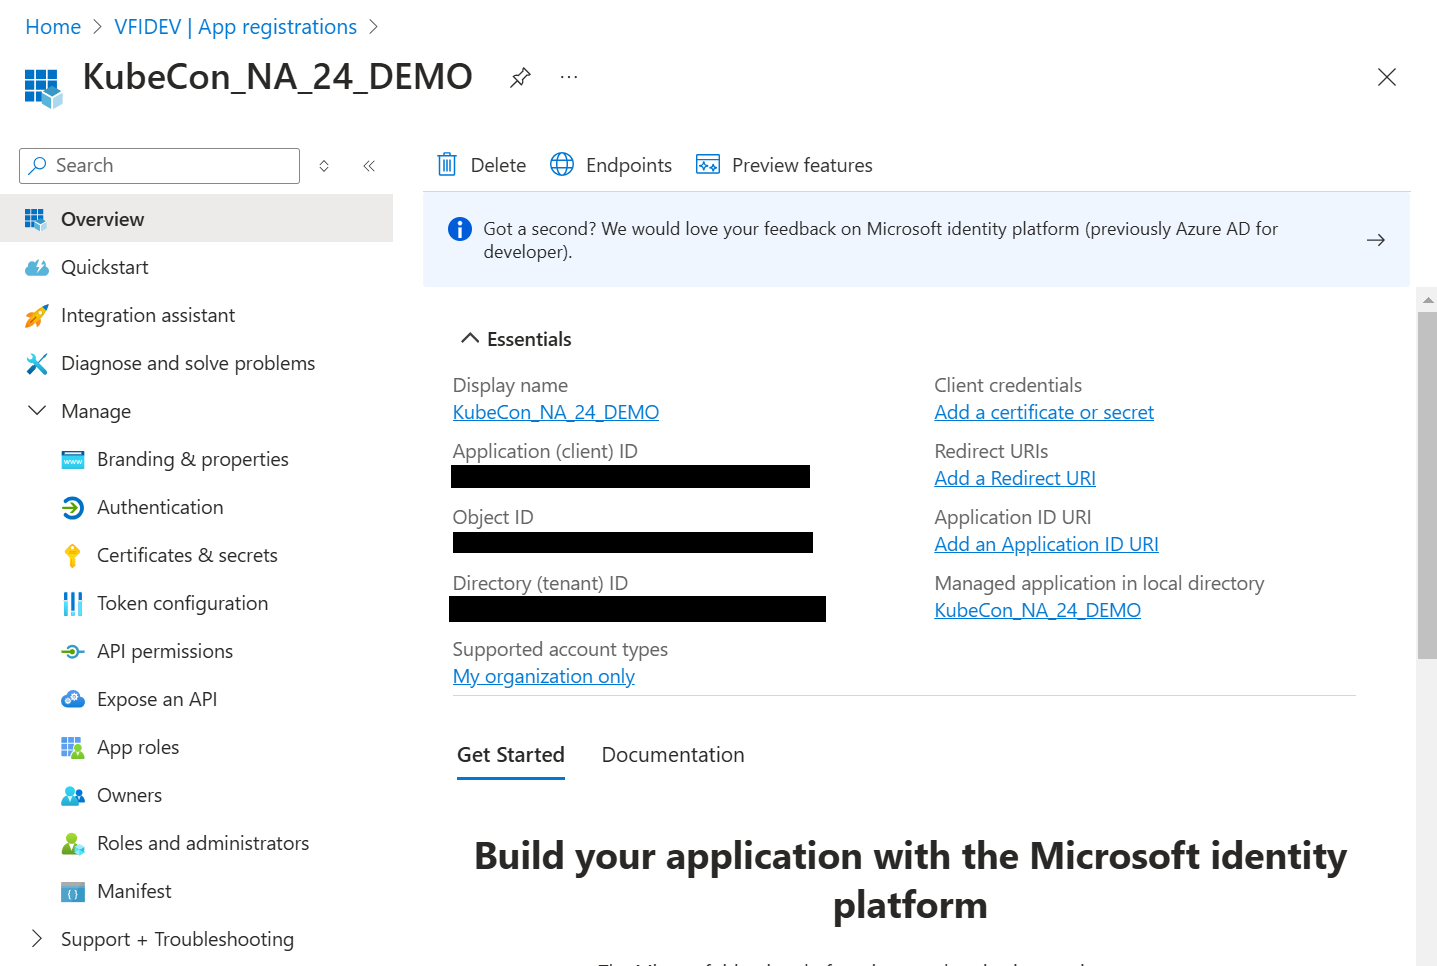 Home > VFIDEV | App registrations >
KubeCon_NA_24_DEMO
Search
Overview
Quickstart
Integration assistant
Diagnose and solve problems
Manage
Branding & properties
Authentication
Certificates & secrets
Token configuration
API permissions
Expose an API
App roles
Owners
Roles and administrators
Manifest
Support + Troubleshooting
Delete Endpoints Preview features
Got a second? We would love your feedback on Microsoft identity platform (previously Azure AD for
developer).
Essentials
Display name
KubeCon_NA_24_DEMO
Application (client) ID
Object ID
Directory (tenant) ID
Supported account types
My organization only
Client credentials
Add a certificate or secret
Redirect URIs
Add a Redirect URI
Application ID URI
Add an Application ID URI
Managed application in local directory
KubeCon_NA_24_DEMO
Get Started Documentation
Build your application with the Microsoft identity
platform